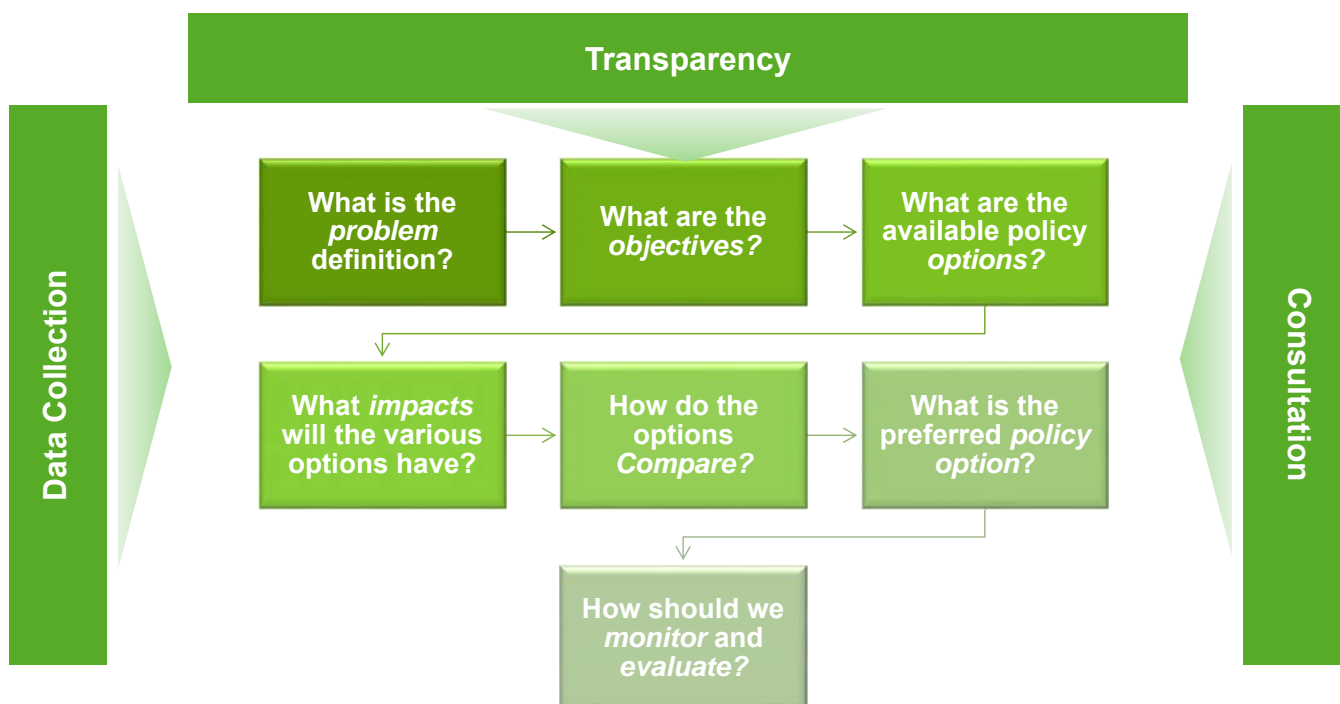 Transparency
Data Collection
What is the
problem
definition?
What are the
objectives?
What are the
available policy
options?
What impacts
will the various
options have?
How do the
options
Compare?
What is the
preferred policy
option?
How should we
monitor and
evaluate?
Consultation